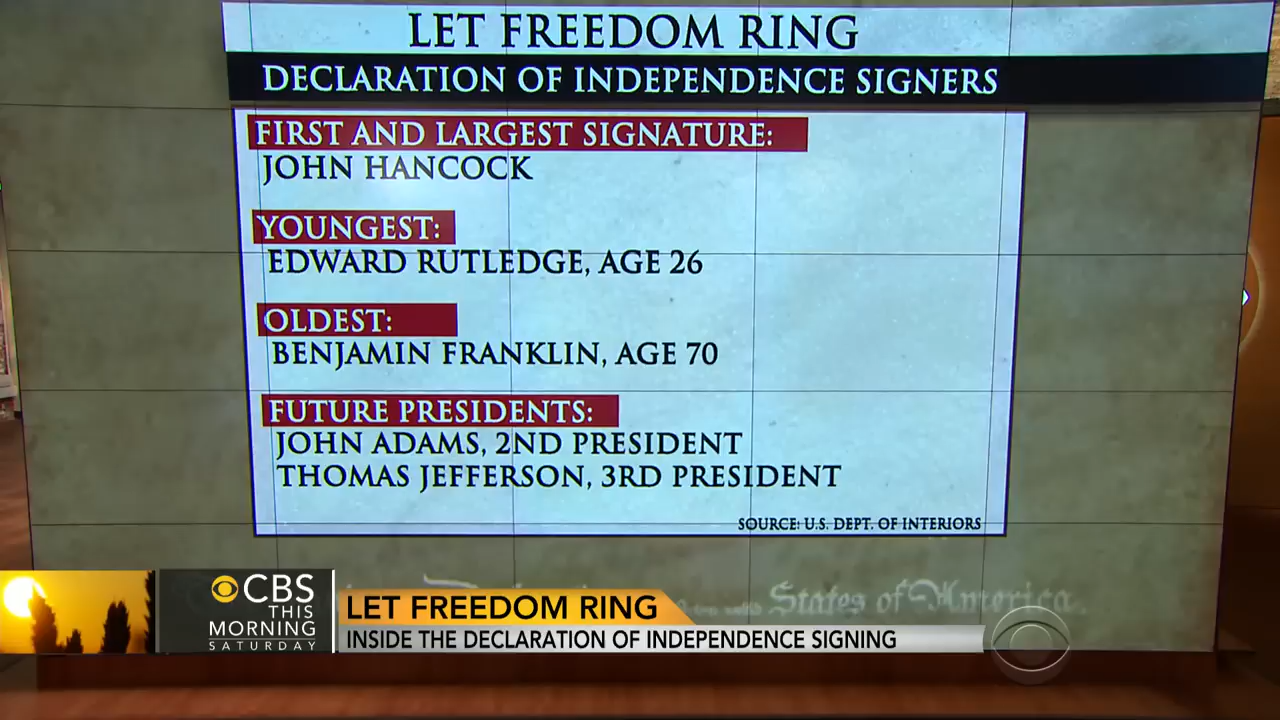 LET FREEDOM RING
DECLARATION OF INDEPENDENCE SIGNERS
FIRST AND LARGEST SIGNATURE:
JOHN HANCOCK
YOUNGEST:
EDWARD RUTLEDGE, AGE 26
OLDEST:
BENJAMIN FRANKLIN, AGE 70
FUTURE PRESIDENTS:
JOHN ADAMS, 2ND PRESIDENT
THOMAS JEFFERSON, 3RD PRESIDENT
SOURCE: U.S. DEPT. OF INTERIORS
States of America.
CBS
THIS
MORNING
SATURDAY
LET FREEDOM RING
INSIDE THE DECLARATION OF INDEPENDENCE SIGNING